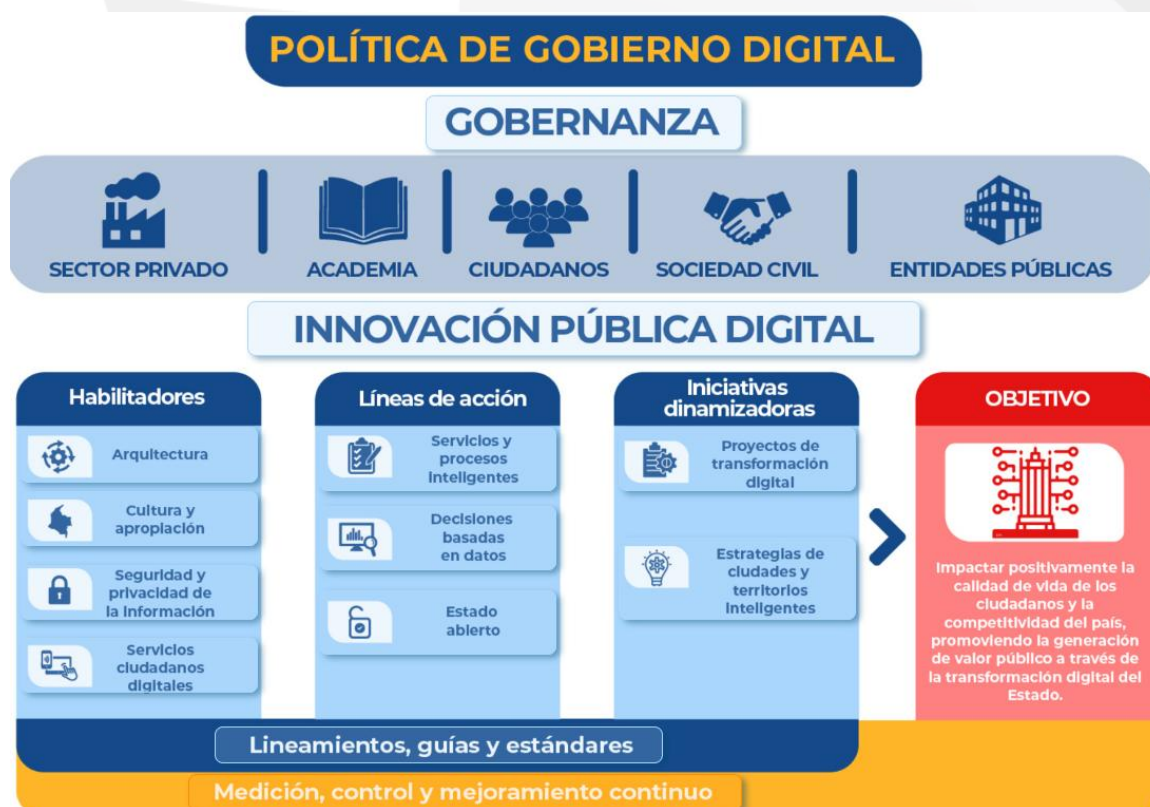 POLÍTICA DE GOBIERNO DIGITAL
GOBERNANZA
SECTOR PRIVADO
ACADEMIA
CIUDADANOS
SOCIEDAD CIVIL
ENTIDADES PÚBLICAS
INNOVACIÓN PÚBLICA DIGITAL
Habilitadores
Arquitectura
Cultura y
apropiación
Seguridad y
privacidad de
la Información
Servicios
ciudadanos
digitales
Líneas de acción
Servicios y
procesos
Inteligentes
Decisiones
basadas
en datos
Estado
abierto
Iniciativas
dinamizadoras
Proyectos de
transformación
digital
Estrategias de
ciudades y
territorios
Inteligentes
OBJETIVO
Impactar positivamente la
calidad de vida de los
ciudadanos y la
competitividad del país,
promoviendo la generación
de valor público a través de
la transformación digital del
Estado.
Lineamientos, guías y estándares
Medición, control y mejoramiento continuo